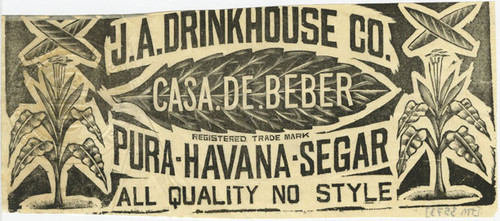 J.A.DRINKHOUSE CO.
CASA.DE.BEBER
REGISTERED TRADE MARK
PURA-HAVANA-SEGAR
ALL QUALITY NO STYLE